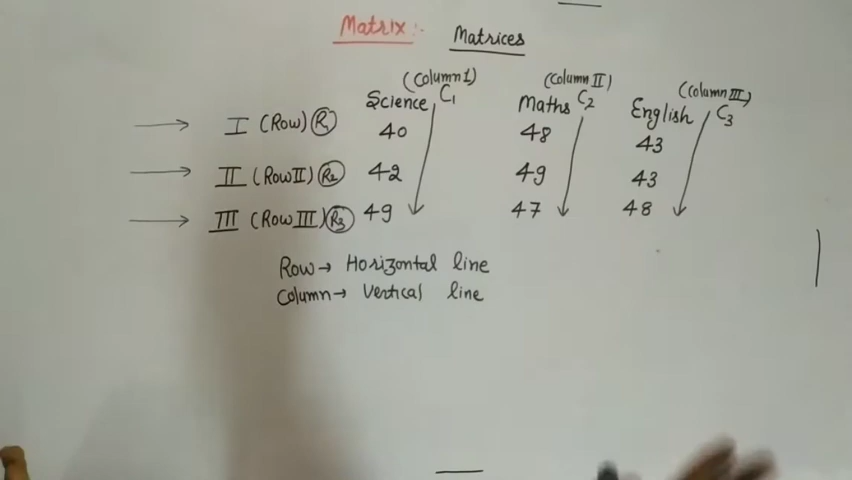 Matrix:- Matrices
(Column I) (Column II) (Column III)
Science C1 Maths C2 English C3
I (Row) R1 40 48 43
II (Row II) R2 42 49 43
III (Row III) R3 49 47 48
Row → Horizontal line
Column → Vertical line